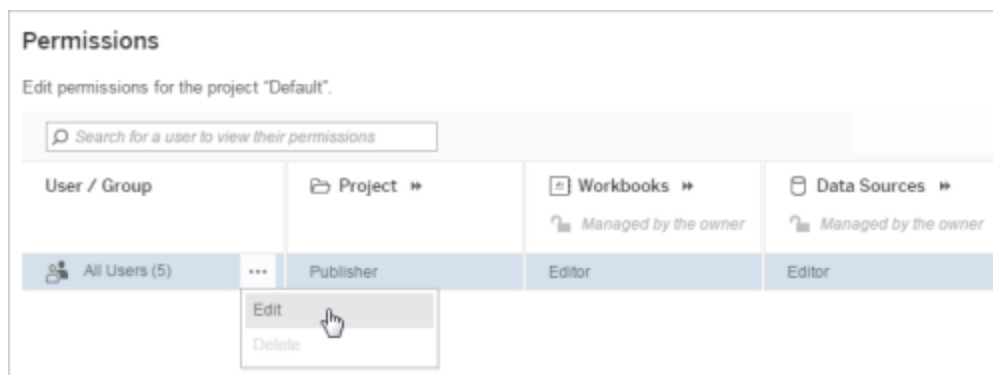 Permissions
Edit permissions for the project "Default".
Search for a user to view their permissions
User / Group Project Workbooks Data Sources
Managed by the owner Managed by the owner
All Users (5) ... Publisher Editor Editor
Edit
Delete